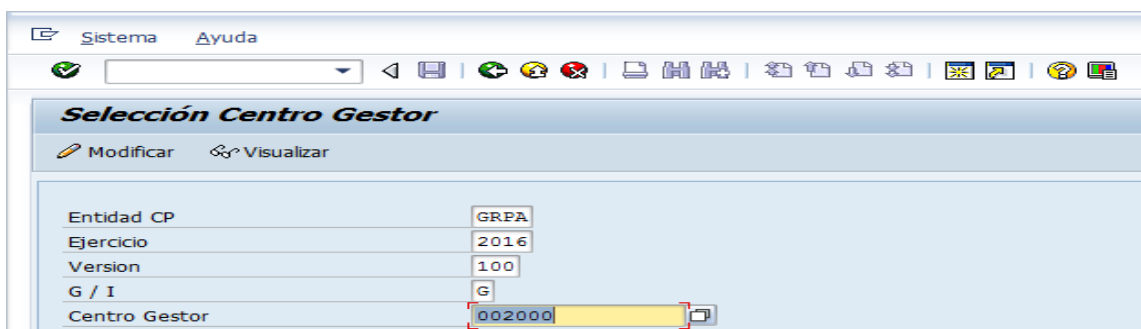 Sistema Ayuda
Selección Centro Gestor
Modificar Visualizar
Entidad CP GRPA
Ejercicio 2016
Version 100
G / I G
Centro Gestor 002000